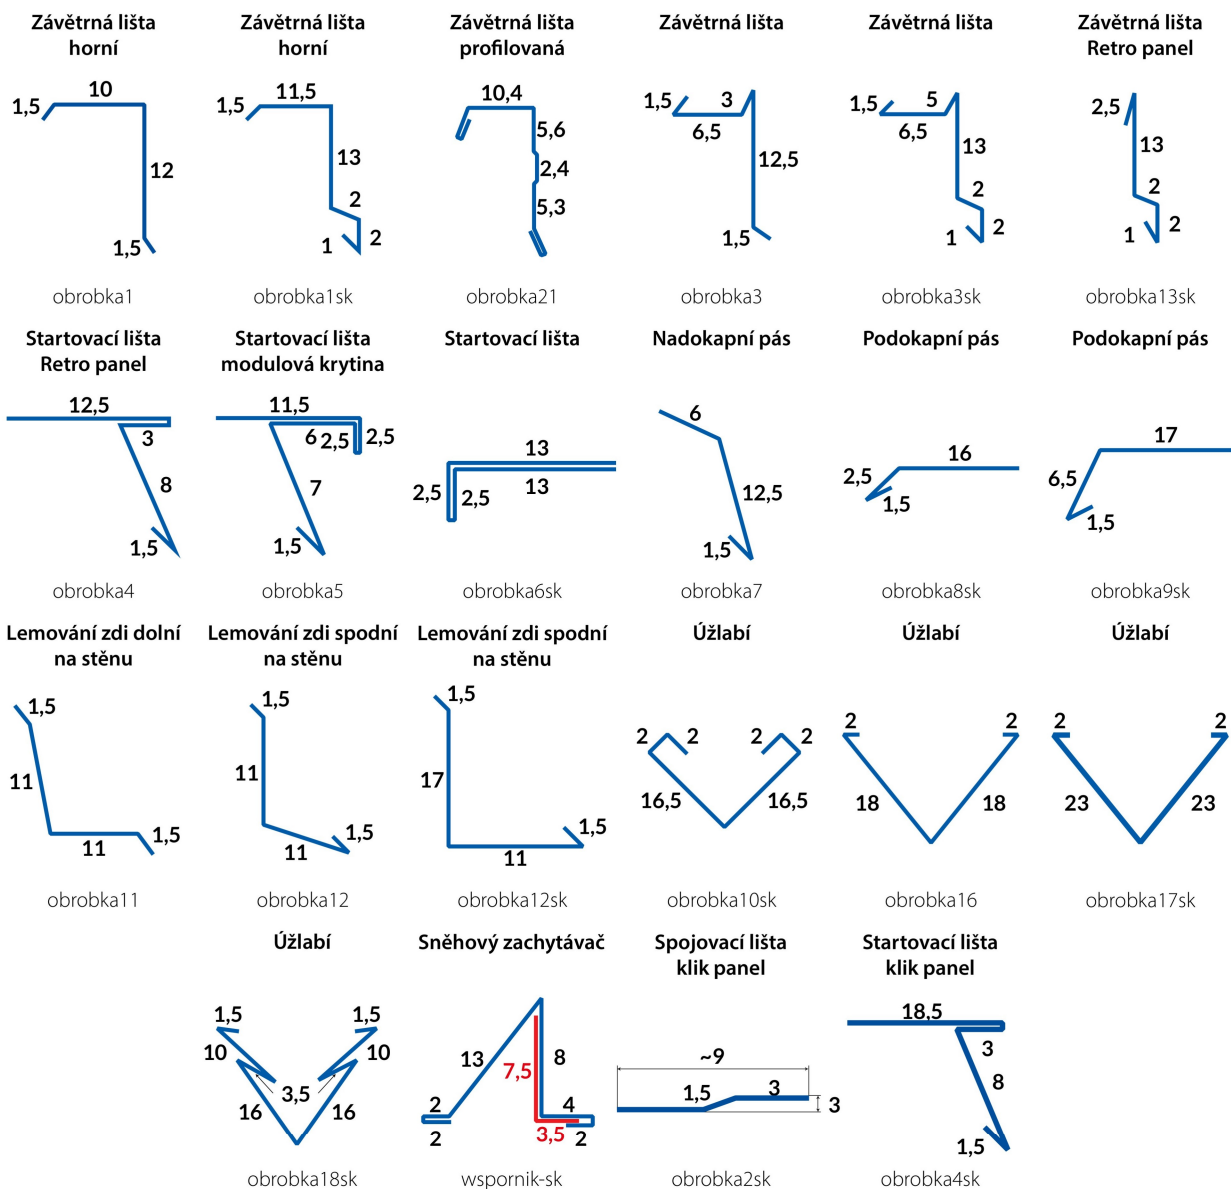 Závětrná lišta
horní
Závětrná lišta
horní
Závětrná lišta
profilovaná
Závětrná lišta
Závětrná lišta
Závětrná lišta
Retro panel
10
1,5
12
1,5
11,5
1,5
13
2
1
2
10,4
5,6
2,4
5,3
1,5
3
6,5
12,5
1,5
1,5
5
6,5
13
2
1
2
2,5
13
2
1
2
obrobka1
obrobka1sk
obrobka21
obrobka3
obrobka3sk
obrobka13sk
Startovací lišta
Retro panel
Startovací lišta
modulová krytina
Startovací lišta
Nadokapní pás
Podokapní pás
Podokapní pás
12,5
3
8
1,5
11,5
6
2,5
2,5
7
1,5
13
13
2,5
2,5
6
12,5
1,5
16
2,5
1,5
17
6,5
1,5
obrobka4
obrobka5
obrobka6sk
obrobka7
obrobka8sk
obrobka9sk
Lemování zdi dolní
na stěnu
Lemování zdi spodní
na stěnu
Lemování zdi spodní
na stěnu
Úžlabí
Úžlabí
Úžlabí
1,5
11
1,5
11
1,5
11
1,5
11
1,5
17
1,5
11
2
2
2
2
16,5
16,5
2
2
18
18
2
2
23
23
obrobka11
obrobka12
obrobka12sk
obrobka10sk
obrobka16
obrobka17sk
Úžlabí
Sněhový zachytávač
Spojovací lišta
klik panel
Startovací lišta
klik panel
1,5
1,5
10
10
3,5
16
16
13
7,5
8
2
2
4
3,5
2
~9
1,5
3
3
18,5
3
8
1,5
obrobka18sk
wspornik-sk
obrobka2sk
obrobka4sk